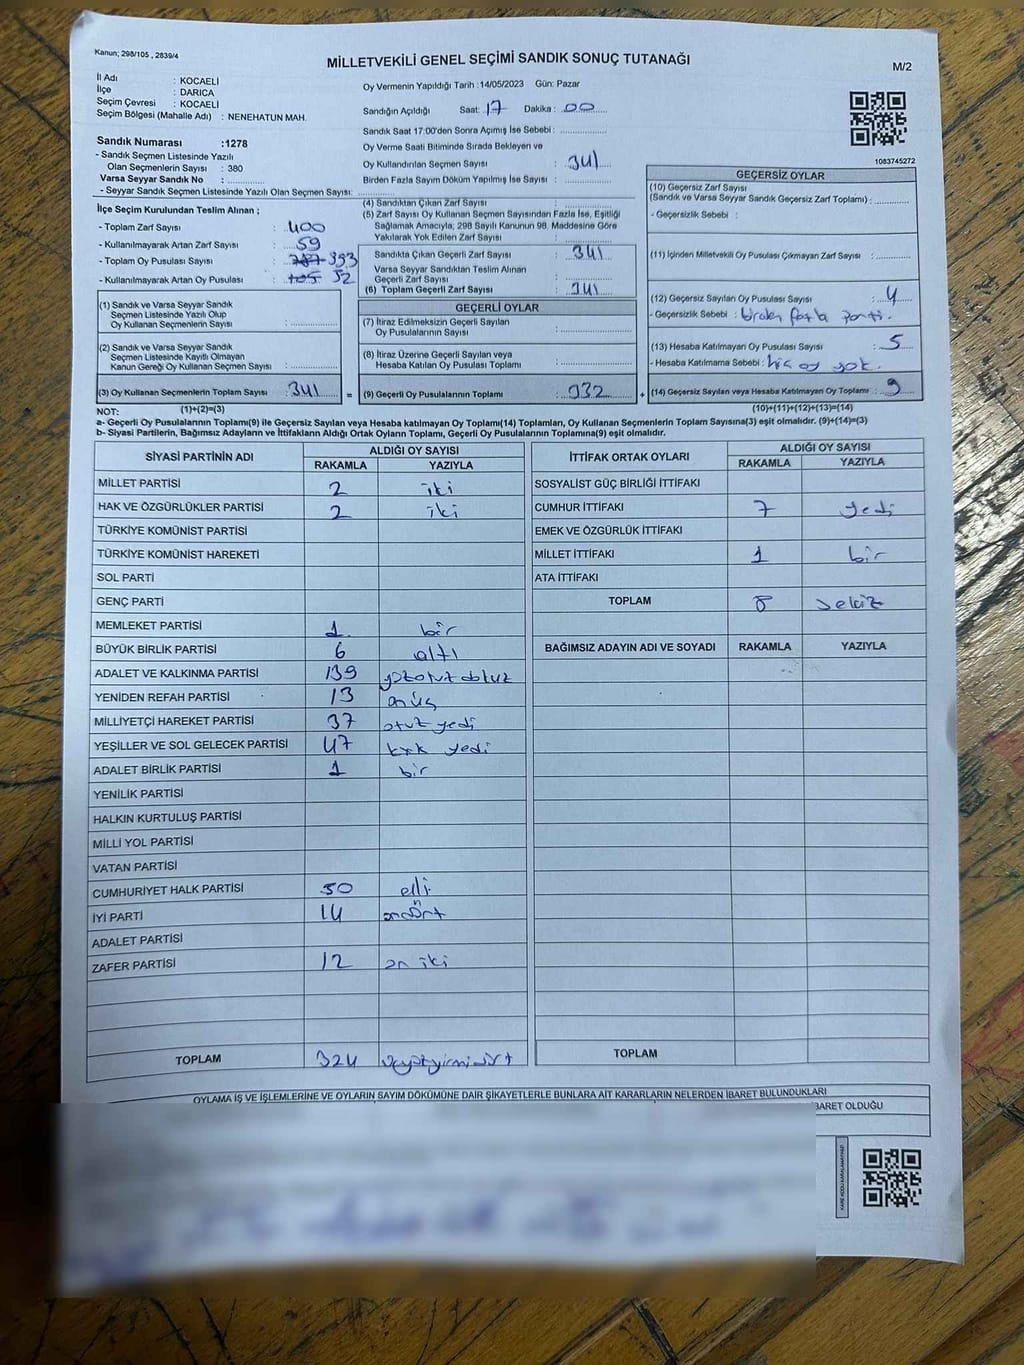 Kanun; 298/105 , 2839/4
MİLLETVEKİLİ GENEL SEÇİMİ SANDIK SONUÇ TUTANAĞI
M/2
İl Adı : KOCAELİ
İlçe : DARICA
Seçim Çevresi : KOCAELİ
Seçim Bölgesi (Mahalle Adı) : NENEHATUN MAH.
Sandık Numarası :1278
- Sandık Seçmen Listesinde Yazılı
Olan Seçmenlerin Sayısı : 380
Varsa Seyyar Sandık No :
- Seyyar Sandık Seçmen Listesinde Yazılı Olan Seçmen Sayısı:
Oy Vermenin Yapıldığı Tarih :14/05/2023 Gün: Pazar
Sandığın Açıldığı Saat: 17 Dakika : 00
Sandık Saat 17:00'den Sonra Açımış İse Sebebi :
Oy Verme Saati Bitiminde Sırada Bekleyen ve
Oy Kullandırılan Seçmen Sayısı : 341
Birden Fazla Sayım Döküm Yapılmış İse Sayısı :
1083745272
İlçe Seçim Kurulundan Teslim Alınan ;
- Toplam Zarf Sayısı : 400
- Kullanılmayarak Artan Zarf Sayısı : 59
- Toplam Oy Pusulası Sayısı : 393
- Kullanılmayarak Artan Oy Pusulası : 105 52
(1) Sandık ve Varsa Seyyar Sandık
Seçmen Listesinde Yazılı Olup
Oy Kullanan Seçmenlerin Sayısı :
(2) Sandık ve Varsa Seyyar Sandık
Seçmen Listesinde Kayıtlı Olmayan
Kanun Gereği Oy Kullanan Seçmen Sayısı :
(3) Oy Kullanan Seçmenlerin Toplam Sayısı : 341
(1)+(2)=(3)
(4) Sandıktan Çıkan Zarf Sayısı :
(5) Zarf Sayısı Oy Kullanan Seçmen Sayısından Fazla İse, Eşitliği
Sağlamak Amacıyla, 298 Sayılı Kanunun 98. Maddesine Göre
Yakılarak Yok Edilen Zarf Sayısı :
Sandıkta Çıkan Geçerli Zarf Sayısı : 341
Varsa Seyyar Sandıktan Teslim Alınan
Geçerli Zarf Sayısı :
(6) Toplam Geçerli Zarf Sayısı : 341
GEÇERLİ OYLAR
(7) İtiraz Edilmeksizin Geçerli Sayılan
Oy Pusulalarının Sayısı :
(8) İtiraz Üzerine Geçerli Sayılan veya
Hesaba Katılan Oy Pusulası Toplamı :
= (9) Geçerli Oy Pusulalarının Toplamı : 332 +
GEÇERSİZ OYLAR
(10) Geçersiz Zarf Sayısı
(Sandık ve Varsa Seyyar Sandık Geçersiz Zarf Toplamı) :
- Geçersizlik Sebebi :
(11) İçinden Milletvekili Oy Pusulası Çıkmayan Zarf Sayısı :
(12) Geçersiz Sayılan Oy Pusulası Sayısı : 4
- Geçersizlik Sebebi : birden fazla parti.
(13) Hesaba Katılmayan Oy Pusulası Sayısı : 5
- Hesaba Katılmama Sebebi : hiç oy yok.
(14) Geçersiz Sayılan veya Hesaba Katılmayan Oy Toplamı : 9
(10)+(11)+(12)+(13)=(14)
NOT:
a- Geçerli Oy Pusulalarının Toplamı(9) ile Geçersiz Sayılan veya Hesaba katılmayan Oy Toplamı(14) Toplamları, Oy Kullanan Seçmenlerin Toplam Sayısına(3) eşit olmalıdır. (9)+(14)=(3)
b- Siyasi Partilerin, Bağımsız Adayların ve İttifakların Aldığı Ortak Oyların Toplamı, Geçerli Oy Pusulalarının Toplamına(9) eşit olmalıdır.
SİYASİ PARTİNİN ADI ALDIĞI OY SAYISI
RAKAMLA YAZIYLA
MİLLET PARTİSİ 2 iki
HAK VE ÖZGÜRLÜKLER PARTİSİ 2 iki
TÜRKİYE KOMÜNİST PARTİSİ
TÜRKİYE KOMÜNİST HAREKETİ
SOL PARTİ
GENÇ PARTİ
MEMLEKET PARTİSİ 1 bir
BÜYÜK BİRLİK PARTİSİ 6 altı
ADALET VE KALKINMA PARTİSİ 139 yüzotuzdokuz
YENİDEN REFAH PARTİSİ 13 onüç
MİLLİYETÇİ HAREKET PARTİSİ 37 otuz yedi
YEŞİLLER VE SOL GELECEK PARTİSİ 47 kırk yedi
ADALET BİRLİK PARTİSİ 1 bir
YENİLİK PARTİSİ
HALKIN KURTULUŞ PARTİSİ
MİLLİ YOL PARTİSİ
VATAN PARTİSİ
CUMHURİYET HALK PARTİSİ 50 elli
İYİ PARTİ 14 ondört
ADALET PARTİSİ
ZAFER PARTİSİ 12 on iki
TOPLAM 324 üçyüzyirmidört
İTTİFAK ORTAK OYLARI ALDIĞI OY SAYISI
RAKAMLA YAZIYLA
SOSYALİST GÜÇ BİRLİĞİ İTTİFAKI
CUMHUR İTTİFAKI 7 yedi
EMEK VE ÖZGÜRLÜK İTTİFAKI
MİLLET İTTİFAKI 1 bir
ATA İTTİFAKI
TOPLAM 8 sekiz
BAĞIMSIZ ADAYIN ADI VE SOYADI RAKAMLA YAZIYLA
TOPLAM
OYLAMA İŞ VE İŞLEMLERİNE VE OYLARIN SAYIM DÖKÜMÜNE DAİR ŞİKAYETLERLE BUNLARA AİT KARARLARIN NELERDEN İBARET BULUNDUKLARI
BARET OLDUĞU